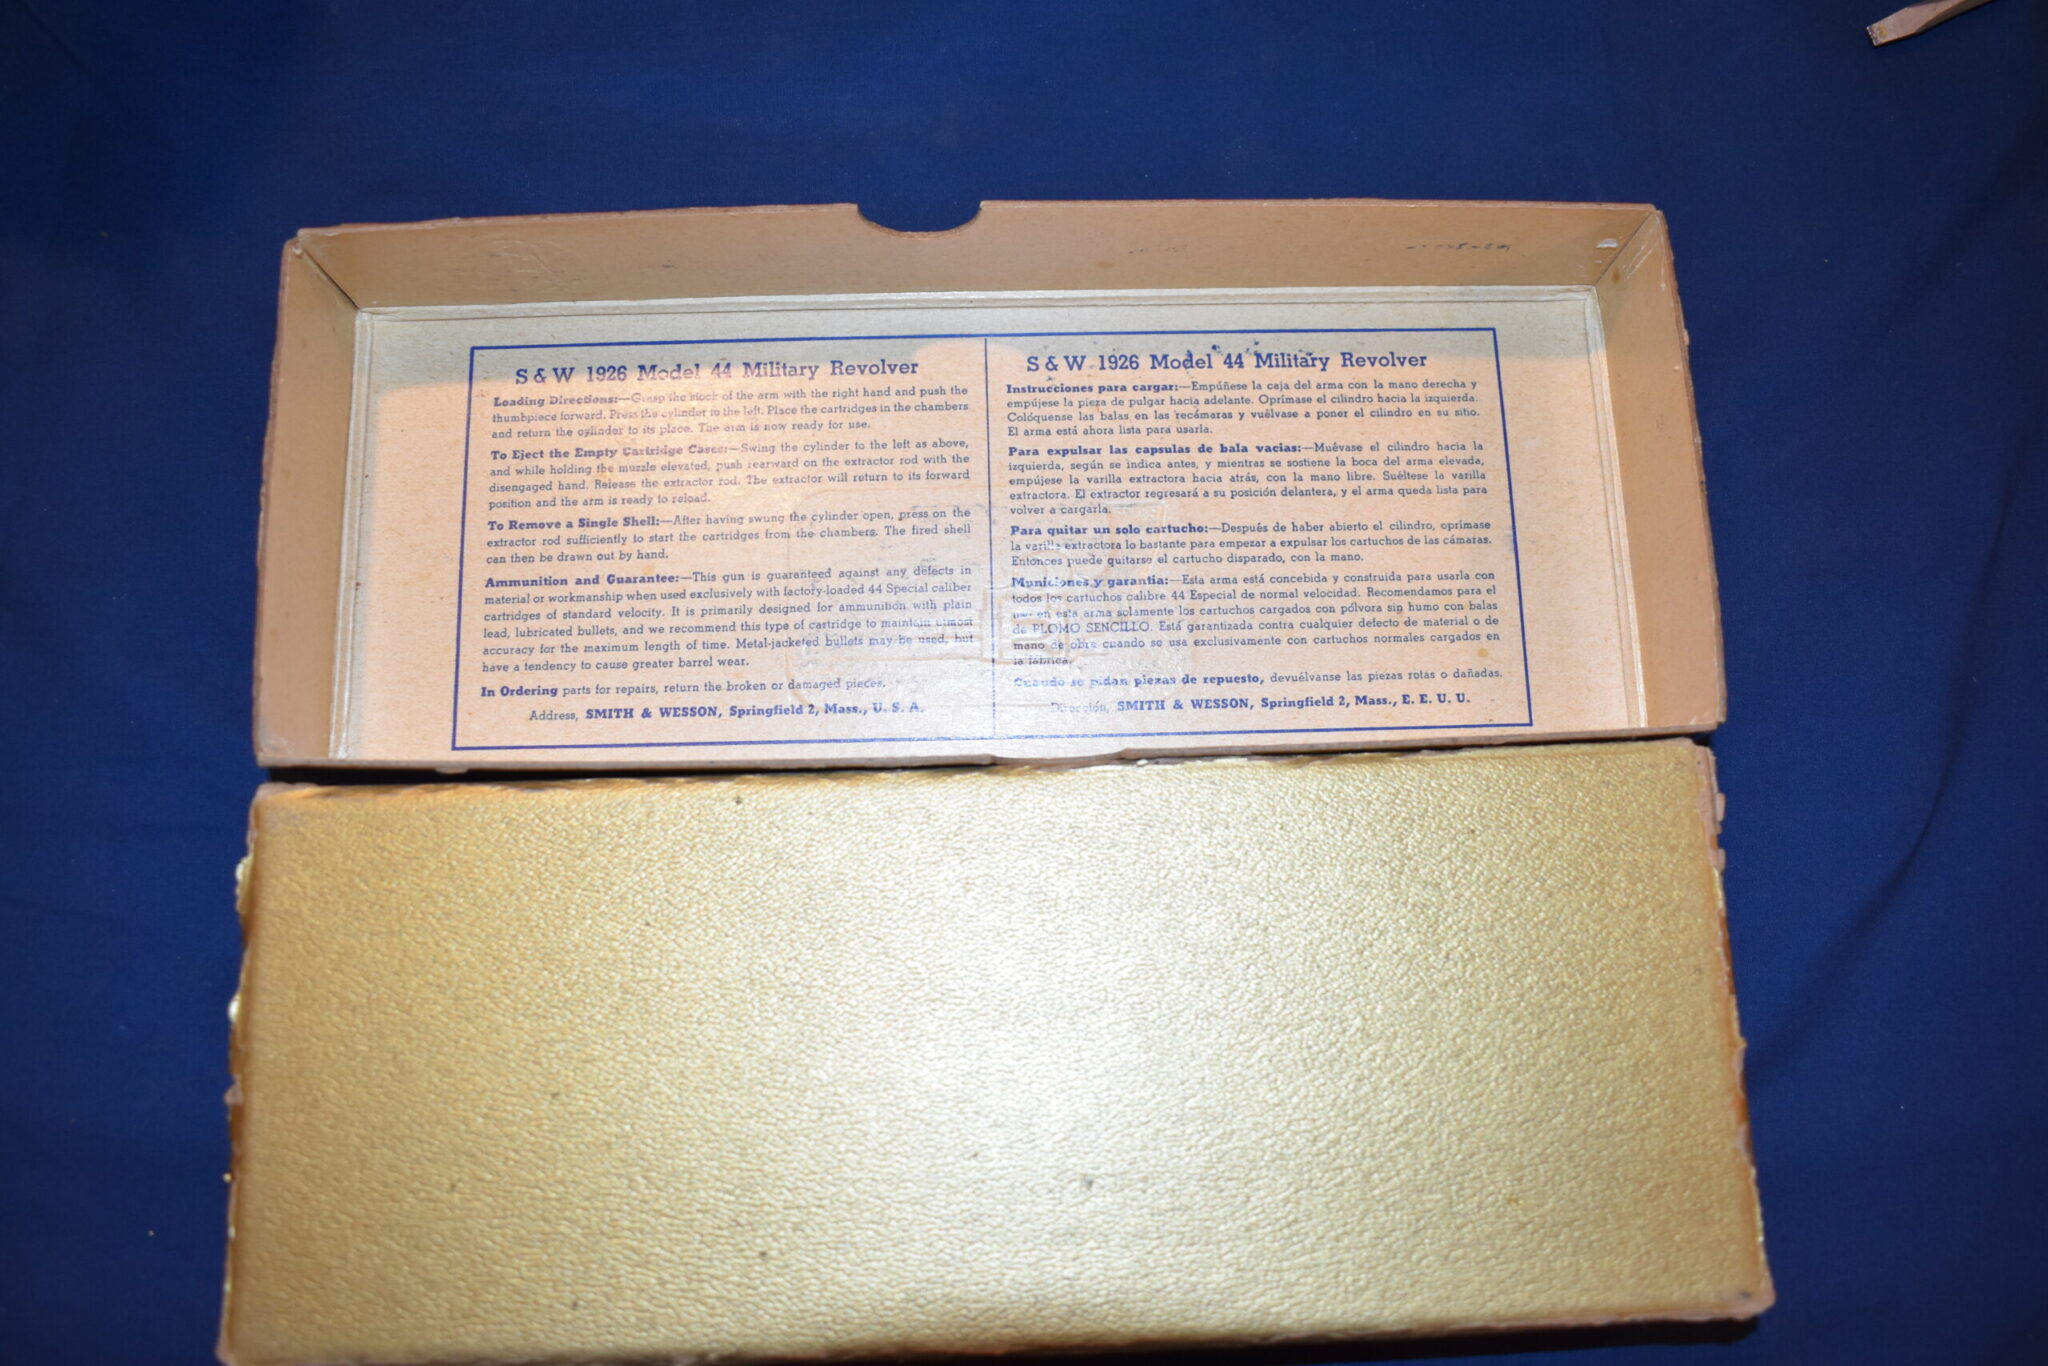 S & W 1926 Model 44 Military Revolver
Loading Directions:—Grasp the stock of the arm with the right hand and push the
thumbpiece forward. Press the cylinder to the left. Place the cartridges in the chambers
and return the cylinder to its place. The arm is now ready for use.
To Eject the Empty Cartridge Cases:—Swing the cylinder to the left as above,
and while holding the muzzle elevated, push rearward on the extractor rod with the
disengaged hand. Release the extractor rod. The extractor will return to its forward
position and the arm is ready to reload.
To Remove a Single Shell:—After having swung the cylinder open, press on the
extractor rod sufficiently to start the cartridges from the chambers. The fired shell
can then be drawn out by hand.
Ammunition and Guarantee:—This gun is guaranteed against any defects in
material or workmanship when used exclusively with factory-loaded 44 Special caliber
cartridges of standard velocity. It is primarily designed for ammunition with plain
lead, lubricated bullets, and we recommend this type of cartridge to maintain utmost
accuracy for the maximum length of time. Metal-jacketed bullets may be used, but
have a tendency to cause greater barrel wear.
In Ordering parts for repairs, return the broken or damaged pieces.
Address, SMITH & WESSON, Springfield 2, Mass., U. S. A.
S & W 1926 Model 44 Military Revolver
Instrucciones para cargar:—Empúñese la caja del arma con la mano derecha y
empújese la pieza de pulgar hacia adelante. Oprímase el cilindro hacia la izquierda.
Colóquense las balas en las recámaras y vuélvase a poner el cilindro en su sitio.
El arma está ahora lista para usarla.
Para expulsar las capsulas de bala vacias:—Muévase el cilindro hacia la
izquierda, según se indica antes, y mientras se sostiene la boca del arma elevada,
empújese la varilla extractora hacia atrás, con la mano libre. Suéltese la varilla
extractora. El extractor regresará a su posición delantera, y el arma queda lista para
volver a cargarla.
Para quitar un solo cartucho:—Después de haber abierto el cilindro, oprímase
la varilla extractora lo bastante para empezar a expulsar los cartuchos de las cámaras.
Entonces puede quitarse el cartucho disparado, con la mano.
Municiones y garantia:—Esta arma está concebida y construida para usarla con
todos los cartuchos calibre 44 Especial de normal velocidad. Recomendamos para el
uso en esta arma solamente los cartuchos cargados con pólvora sin humo con balas
de PLOMO SENCILLO. Está garantizada contra cualquier defecto de material o de
mano de obra cuando se usa exclusivamente con cartuchos normales cargados en
la fábrica.
Cuando se pidan piezas de repuesto, devuélvanse las piezas rotas o dañadas.
Dirección, SMITH & WESSON, Springfield 2, Mass., E. E. U. U.